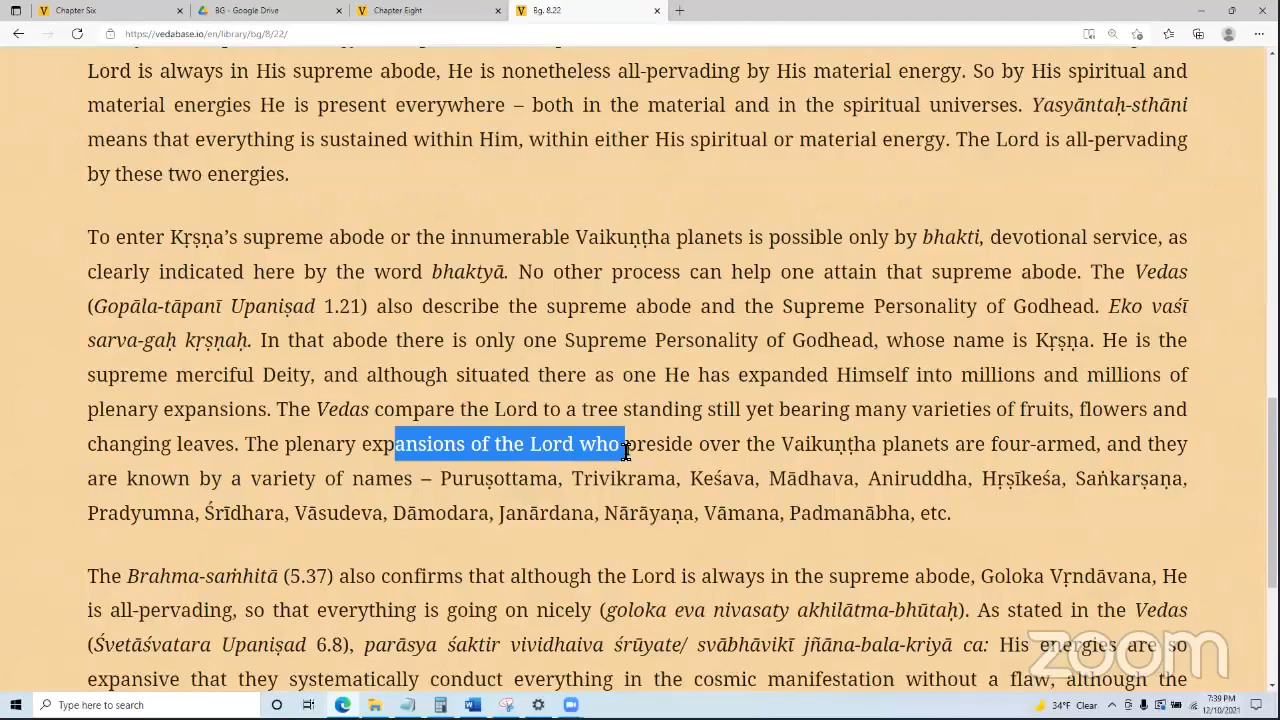 Chapter Six
BG - Google Drive
Chapter Eight
Bg. 8.22
https://vedabase.io/en/library/bg/8/22/
Lord is always in His supreme abode, He is nonetheless all-pervading by His material energy. So by His spiritual and
material energies He is present everywhere – both in the material and in the spiritual universes. Yasyāntaḥ-sthāni
means that everything is sustained within Him, within either His spiritual or material energy. The Lord is all-pervading
by these two energies.
To enter Kṛṣṇa’s supreme abode or the innumerable Vaikuṇṭha planets is possible only by bhakti, devotional service, as
clearly indicated here by the word bhaktyā. No other process can help one attain that supreme abode. The Vedas
(Gopāla-tāpanī Upaniṣad 1.21) also describe the supreme abode and the Supreme Personality of Godhead. Eko vaśī
sarva-gaḥ kṛṣṇaḥ. In that abode there is only one Supreme Personality of Godhead, whose name is Kṛṣṇa. He is the
supreme merciful Deity, and although situated there as one He has expanded Himself into millions and millions of
plenary expansions. The Vedas compare the Lord to a tree standing still yet bearing many varieties of fruits, flowers and
changing leaves. The plenary expansions of the Lord who preside over the Vaikuṇṭha planets are four-armed, and they
are known by a variety of names – Puruṣottama, Trivikrama, Keśava, Mādhava, Aniruddha, Hṛṣīkeśa, Saṅkarṣaṇa,
Pradyumna, Śrīdhara, Vāsudeva, Dāmodara, Janārdana, Nārāyaṇa, Vāmana, Padmanābha, etc.
The Brahma-saṁhitā (5.37) also confirms that although the Lord is always in the supreme abode, Goloka Vṛndāvana, He
is all-pervading, so that everything is going on nicely (goloka eva nivasaty akhilātma-bhūtaḥ). As stated in the Vedas
(Śvetāśvatara Upaniṣad 6.8), parāsya śaktir vividhaiva śrūyate/ svābhāvikī jñāna-bala-kriyā ca: His energies are so
expansive that they systematically conduct everything in the cosmic manifestation without a flaw, although the
zoom
Type here to search
34°F Clear
7:39 PM
12/10/2021